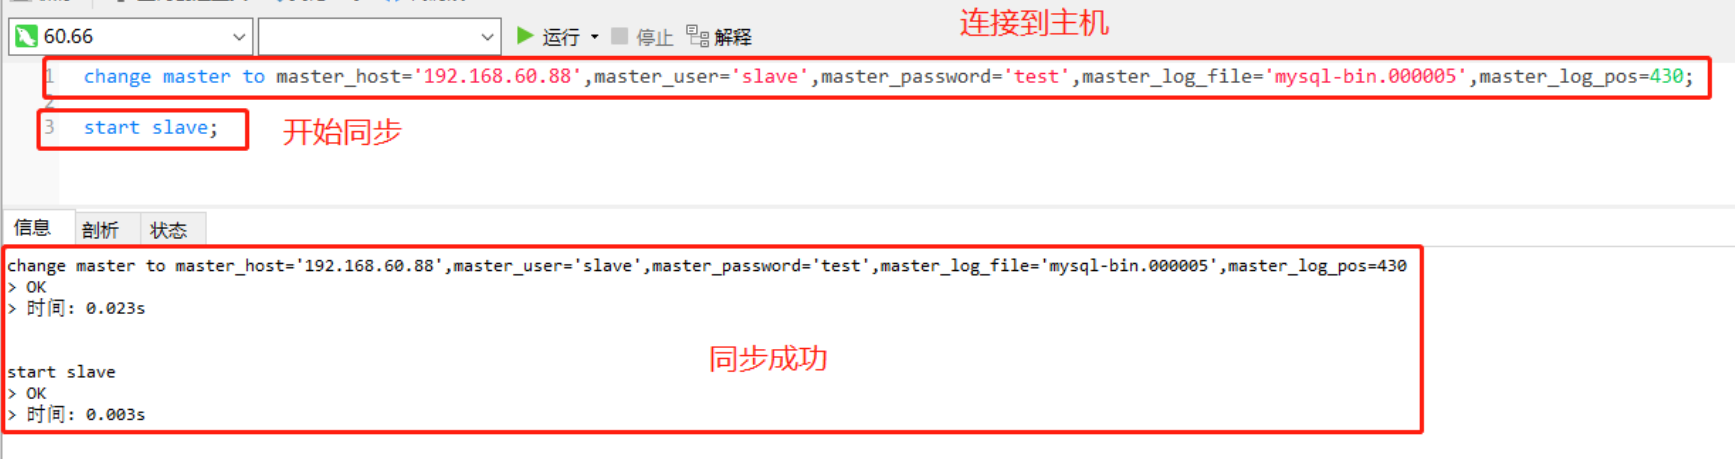 60.66
运行
停止
解释
连接到主机
1 change master to master_host='192.168.60.88',master_user='slave',master_password='test',master_log_file='mysql-bin.000005',master_log_pos=430;
2
3 start slave;
开始同步
信息 剖析 状态
change master to master_host='192.168.60.88',master_user='slave',master_password='test',master_log_file='mysql-bin.000005',master_log_pos=430
> OK
> 时间: 0.023s
同步成功
start slave
> OK
> 时间: 0.003s